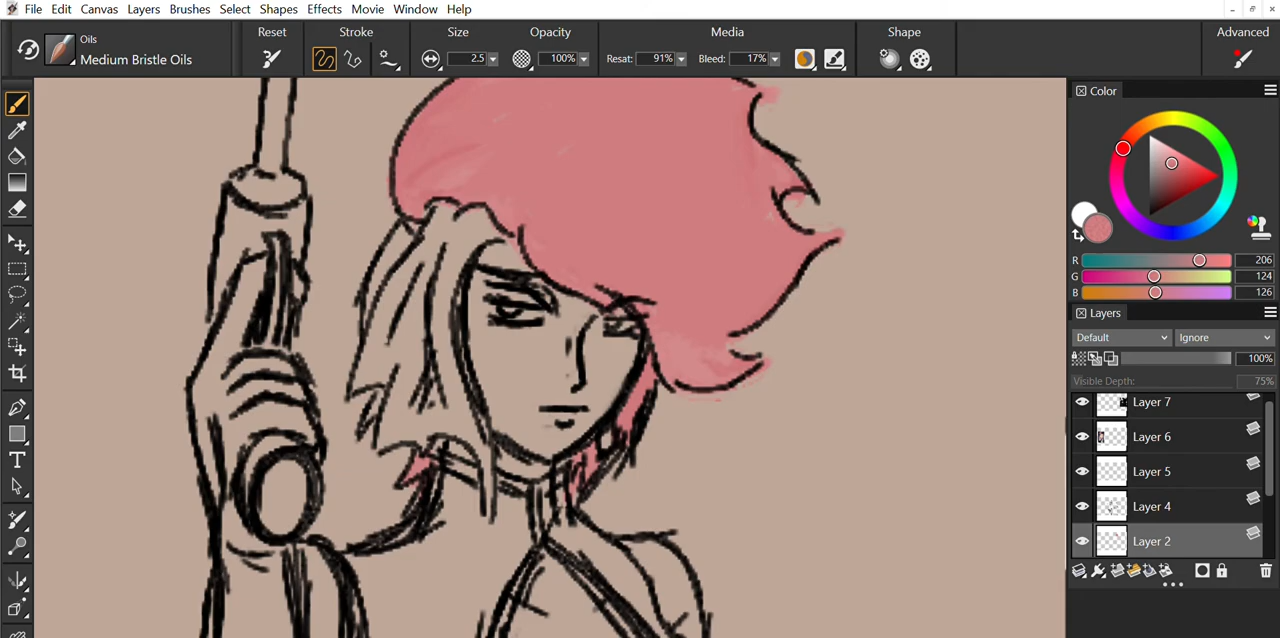 File Edit Canvas Layers Brushes Select Shapes Effects Movie Window Help
Oils
Medium Bristle Oils
Reset Stroke Size Opacity Media Shape Advanced
2.5 100% Resat: 91% Bleed: 17%
Color
R 206
G 124
B 126
Layers
Default Ignore
100%
Visible Depth: 75%
Layer 7
Layer 6
Layer 5
Layer 4
Layer 2